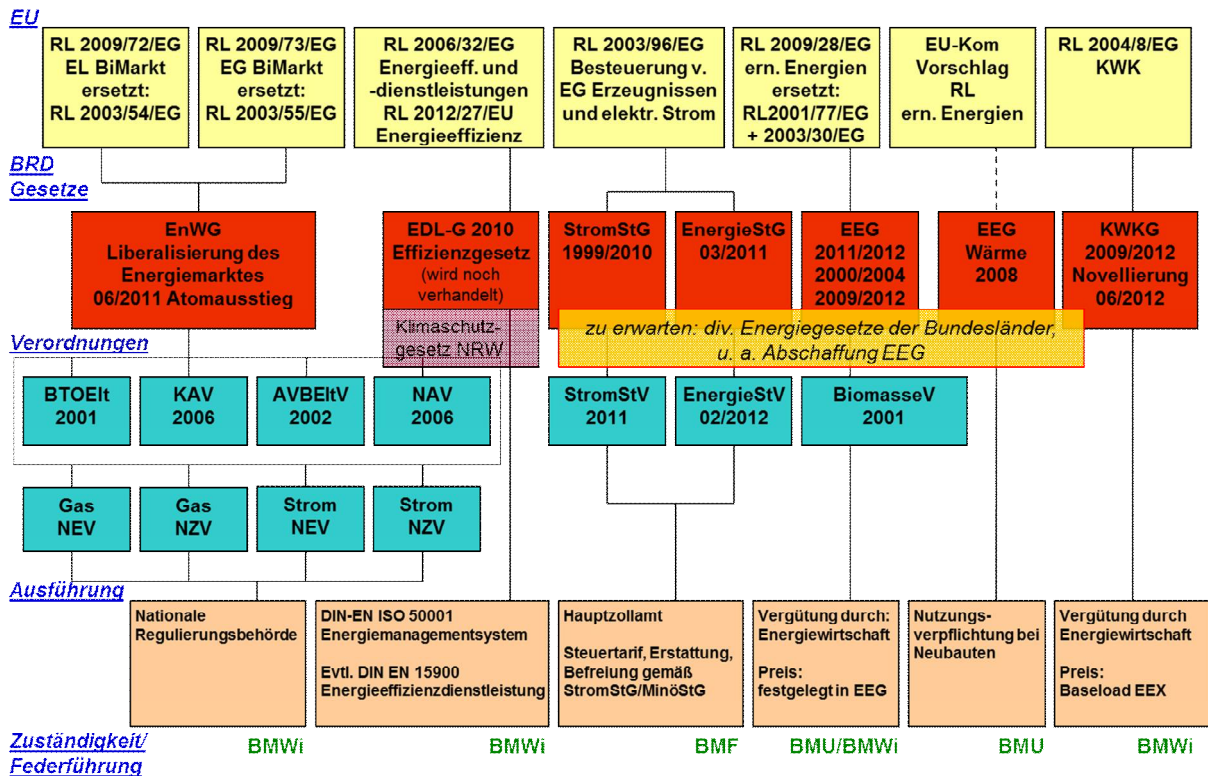 EU
RL 2009/72/EG
EL BiMarkt
ersetzt:
RL 2003/54/EG
RL 2009/73/EG
EG BiMarkt
ersetzt:
RL 2003/55/EG
RL 2006/32/EG
Energieeff. und
-dienstleistungen
RL 2012/27/EU
Energieeffizienz
RL 2003/96/EG
Besteuerung v.
EG Erzeugnissen
und elektr. Strom
RL 2009/28/EG
ern. Energien
ersetzt:
RL2001/77/EG
+ 2003/30/EG
EU-Kom
Vorschlag
RL
ern. Energien
RL 2004/8/EG
KWK
BRD
Gesetze
EnWG
Liberalisierung des
Energiemarktes
06/2011 Atomausstieg
EDL-G 2010
Effizienzgesetz
(wird noch
verhandelt)
StromStG
1999/2010
EnergieStG
03/2011
EEG
2011/2012
2000/2004
2009/2012
EEG
Wärme
2008
KWKG
2009/2012
Novellierung
06/2012
Klimaschutz-
gesetz NRW
zu erwarten: div. Energiegesetze der Bundesländer,
u. a. Abschaffung EEG
Verordnungen
BTOElt
2001
KAV
2006
AVBEltV
2002
NAV
2006
StromStV
2011
EnergieStV
02/2012
BiomasseV
2001
Gas
NEV
Gas
NZV
Strom
NEV
Strom
NZV
Ausführung
Nationale
Regulierungsbehörde
DIN-EN ISO 50001
Energiemanagementsystem
Evtl. DIN EN 15900
Energieeffizienzdienstleistung
Hauptzollamt
Steuertarif, Erstattung,
Befreiung gemäß
StromStG/MinöStG
Vergütung durch:
Energiewirtschaft
Preis:
festgelegt in EEG
Nutzungs-
verpflichtung bei
Neubauten
Vergütung durch
Energiewirtschaft
Preis:
Baseload EEX
Zuständigkeit/
Federführung
BMWi
BMWi
BMF
BMU/BMWi
BMU
BMWi